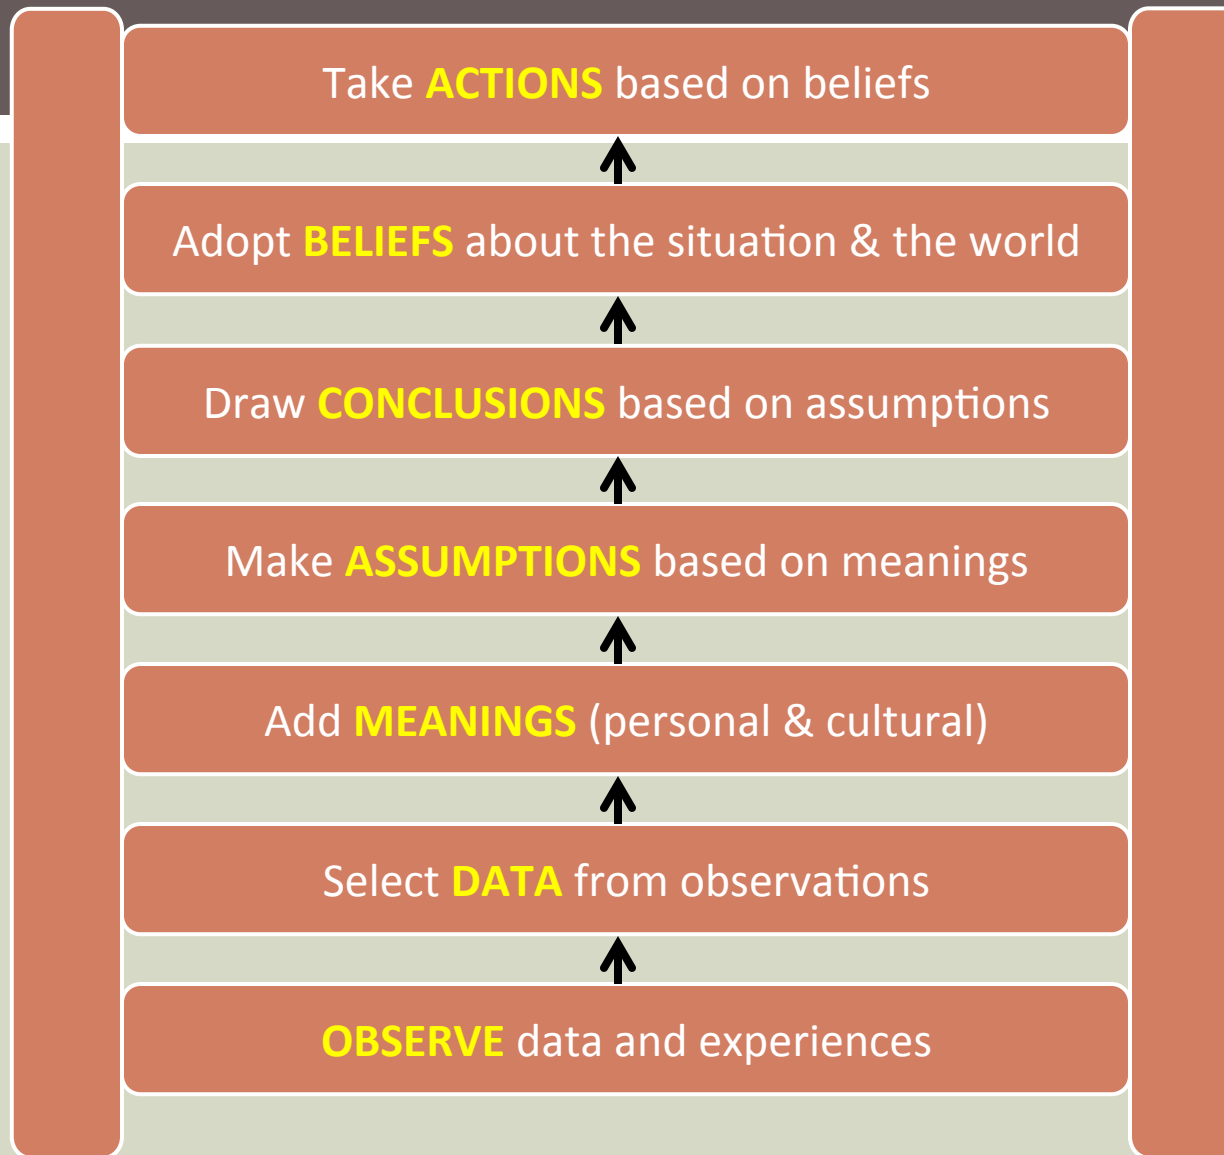 Take ACTIONS based on beliefs
Adopt BELIEFS about the situation & the world
Draw CONCLUSIONS based on assumptions
Make ASSUMPTIONS based on meanings
Add MEANINGS (personal & cultural)
Select DATA from observations
OBSERVE data and experiences